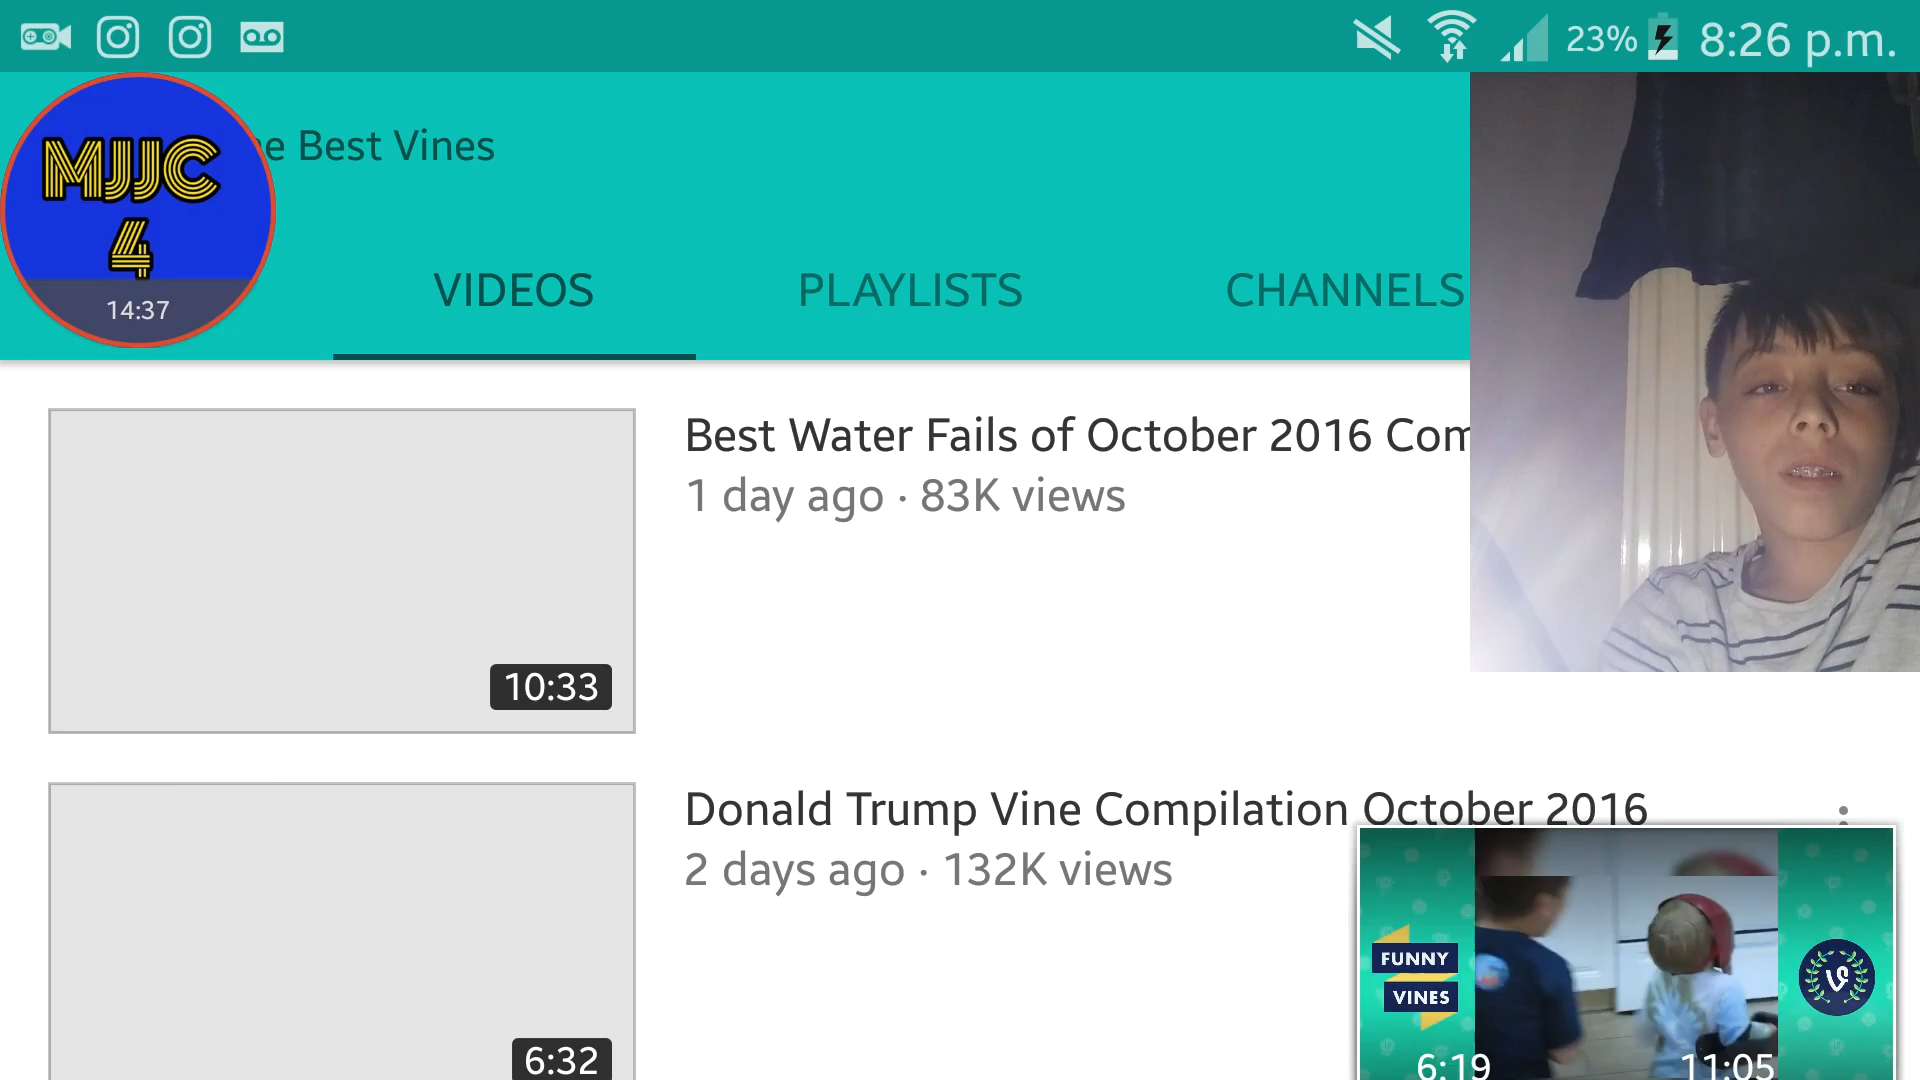 23%
8:26 p.m.
MJJC
4
14:37
e Best Vines
VIDEOS
PLAYLISTS
CHANNELS
Best Water Fails of October 2016 Com
1 day ago · 83K views
10:33
Donald Trump Vine Compilation October 2016
2 days ago · 132K views
6:32
FUNNY
VINES
6:19
11:05